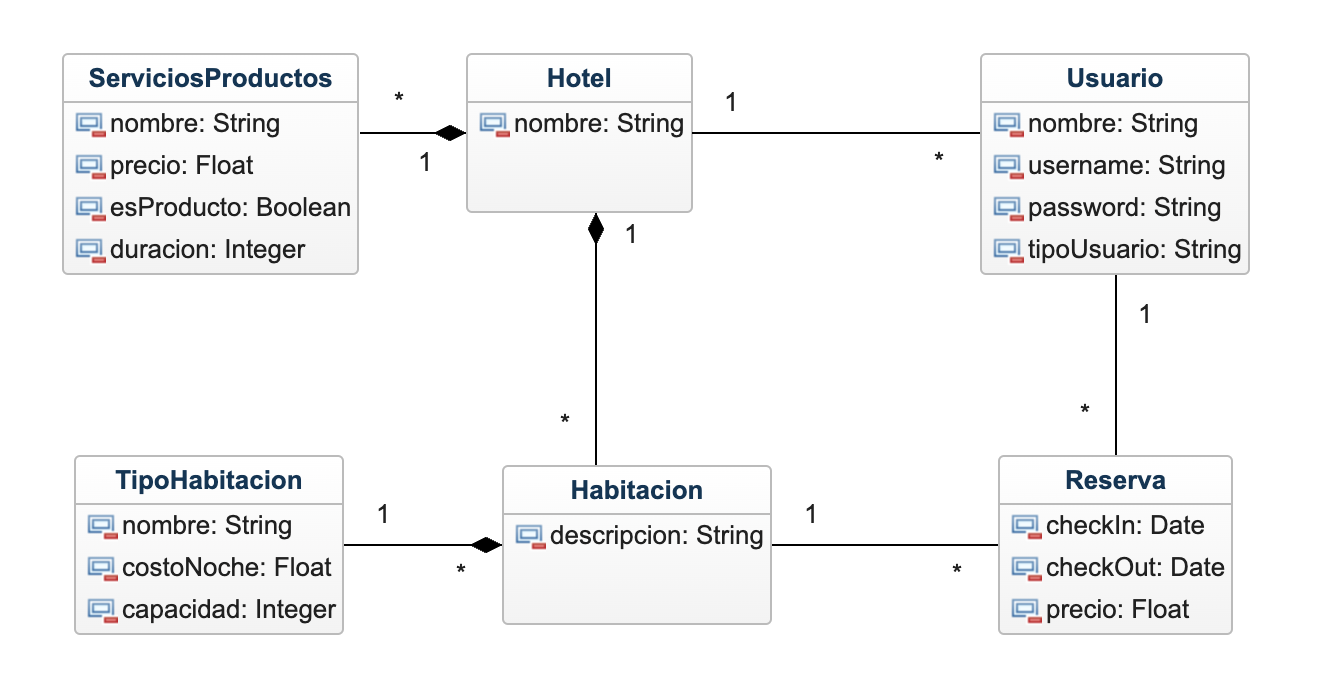 ServiciosProductos
nombre: String
precio: Float
esProducto: Boolean
duracion: Integer
*
1
Hotel
nombre: String
1
*
Usuario
nombre: String
username: String
password: String
tipoUsuario: String
1
*
1
*
TipoHabitacion
nombre: String
costoNoche: Float
capacidad: Integer
1
*
Habitacion
descripcion: String
1
*
Reserva
checkIn: Date
checkOut: Date
precio: Float